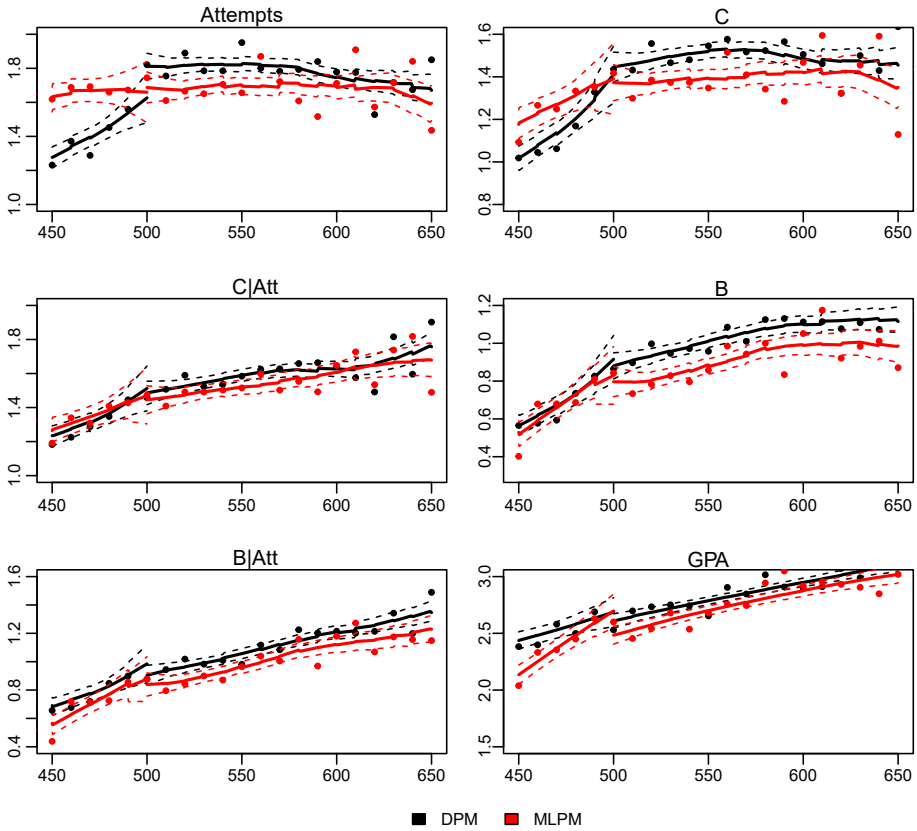 Attempts
1.0 1.4 1.8
450 500 550 600 650
C
0.8 1.0 1.2 1.4 1.6
450 500 550 600 650
C|Att
1.0 1.4 1.8
450 500 550 600 650
B
0.4 0.6 0.8 1.0 1.2
450 500 550 600 650
B|Att
0.4 0.8 1.2 1.6
450 500 550 600 650
GPA
1.5 2.0 2.5 3.0
450 500 550 600 650
DPM MLPM